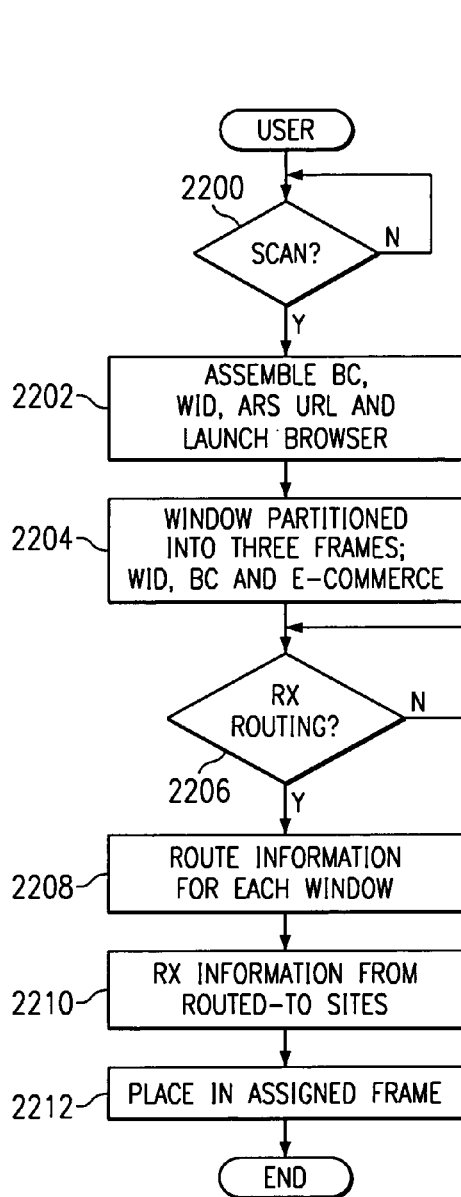 USER
2200
SCAN?
N
Y
2202
ASSEMBLE BC,
WID, ARS URL AND
LAUNCH BROWSER
2204
WINDOW PARTITIONED
INTO THREE FRAMES;
WID, BC AND E-COMMERCE
RX
ROUTING?
N
2206
Y
2208
ROUTE INFORMATION
FOR EACH WINDOW
2210
RX INFORMATION FROM
ROUTED-TO SITES
2212
PLACE IN ASSIGNED FRAME
END